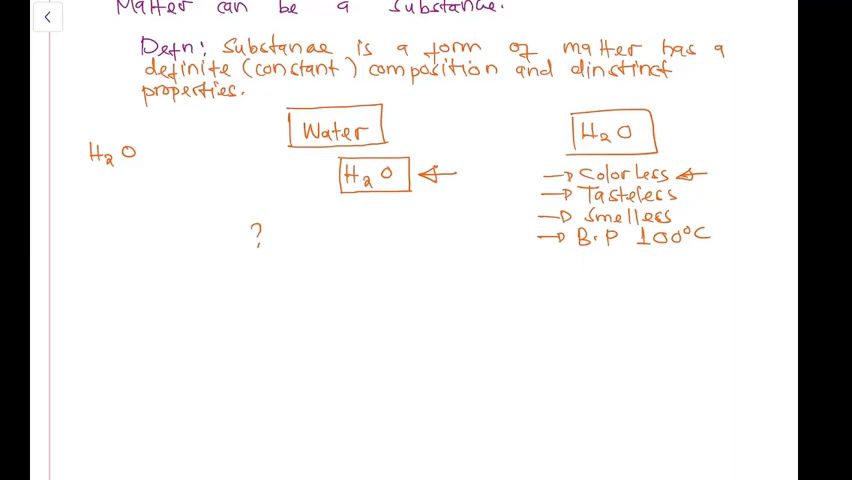 Matter can be a substance.
Defn: Substance is a form of matter has a
definite (constant) composition and dinstinct
properties.
Water
H₂O
H₂O
H₂O
→ Colorless ←
→ Tasteless
→ Smelless
→ B.P 100°C
?